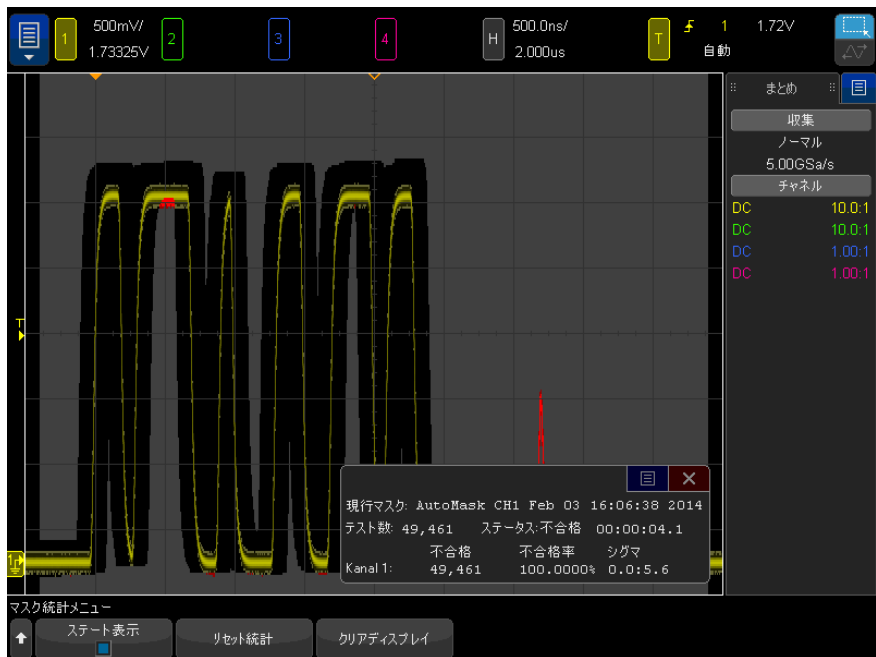 1 500mV/ 1.73325V 2 3 4 H 500.0ns/ 2.000us T 1 1.72V 自動
まとめ
収集
ノーマル
5.00GSa/s
チャネル
DC 10.0:1
DC 10.0:1
DC 1.00:1
DC 1.00:1
T
1
現行マスク: AutoMask CH1 Feb 03 16:06:38 2014
テスト数: 49,461 ステータス:不合格 00:00:04.1
不合格 不合格率 シグマ
Kanal 1: 49,461 100.0000% 0.0:5.6
マスク統計メニュー
ステート表示 リセット統計 クリアディスプレイ